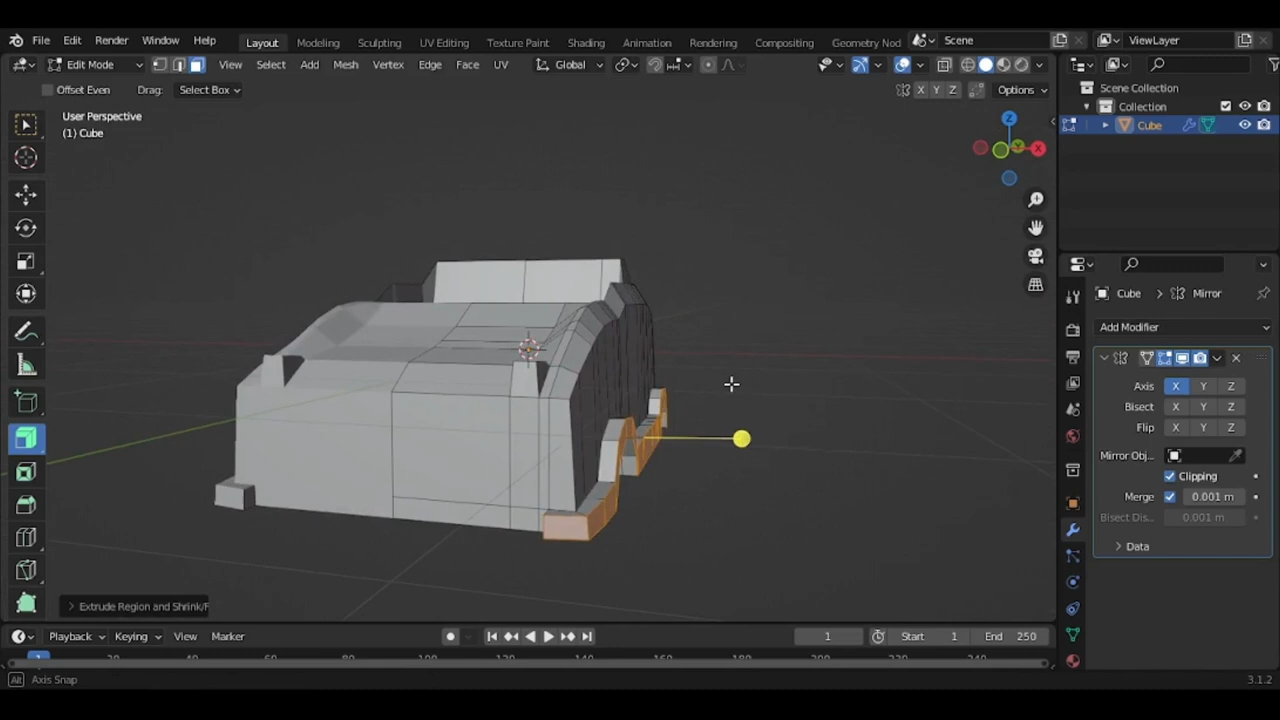 File Edit Render Window Help Layout Modeling Sculpting UV Editing Texture Paint Shading Animation Rendering Compositing Geometry Nod Scene ViewLayer
Edit Mode View Select Add Mesh Vertex Edge Face UV Global
Offset Even Drag: Select Box X Y Z Options
User Perspective
(1) Cube
Z
X
Y
Scene Collection
Collection
Cube
Cube > Mirror
Add Modifier
Axis X Y Z
Bisect X Y Z
Flip X Y Z
Mirror Obj...
Clipping
Merge 0.001 m
Bisect Dis... 0.001 m
> Data
> Extrude Region and Shrink/F
Playback Keying View Marker 1 Start 1 End 250
1
Alt Axis Snap 3.1.2